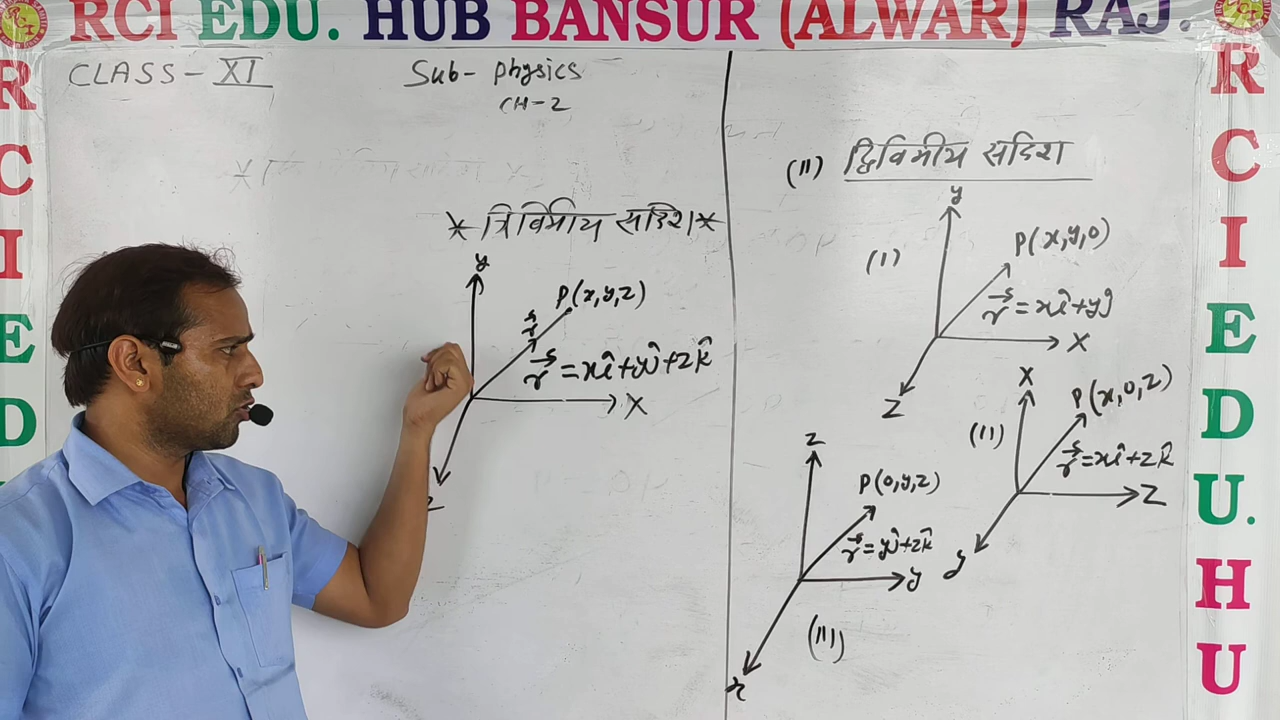 RCI EDU. HUB BANSUR (ALWAR) RAJ.
R
C
I
E
D
R
C
I
E
D
U.
H
U
CLASS - XI
Sub- Physics
CH-2
* त्रिविमीय सदिश *
y
P(x,y,z)
r⃗
r⃗ = xî+yĵ+zk̂
X
Z
(II) द्विविमीय सदिश
y
(I)
P(x,y,0)
r⃗ = xî+yĵ
X
Z
X
P(x,0,z)
(II)
r⃗ = xî+zk̂
Z
y
Z
P(0,y,z)
r⃗ = yĵ+zk̂
y
(III)
x